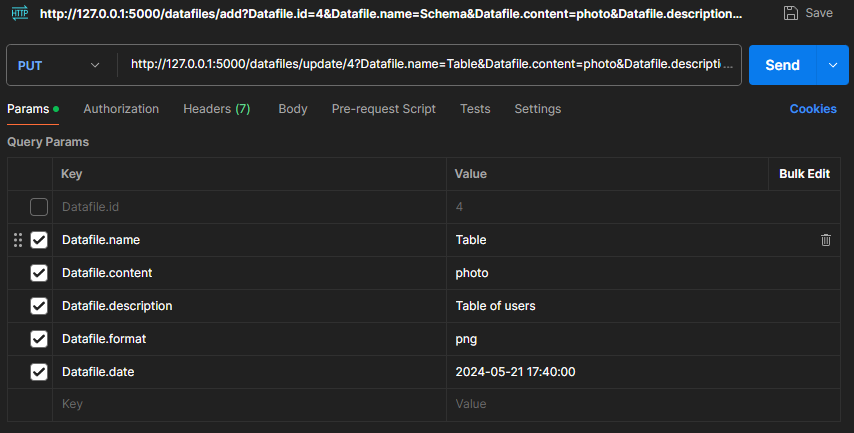 HTTP http://127.0.0.1:5000/datafiles/add?Datafile.id=4&Datafile.name=Schema&Datafile.content=photo&Datafile.description... Save
PUT http://127.0.0.1:5000/datafiles/update/4?Datafile.name=Table&Datafile.content=photo&Datafile.descripti... Send
Params Authorization Headers (7) Body Pre-request Script Tests Settings Cookies
Query Params
Key Value Bulk Edit
Datafile.id 4
Datafile.name Table
Datafile.content photo
Datafile.description Table of users
Datafile.format png
Datafile.date 2024-05-21 17:40:00
Key Value